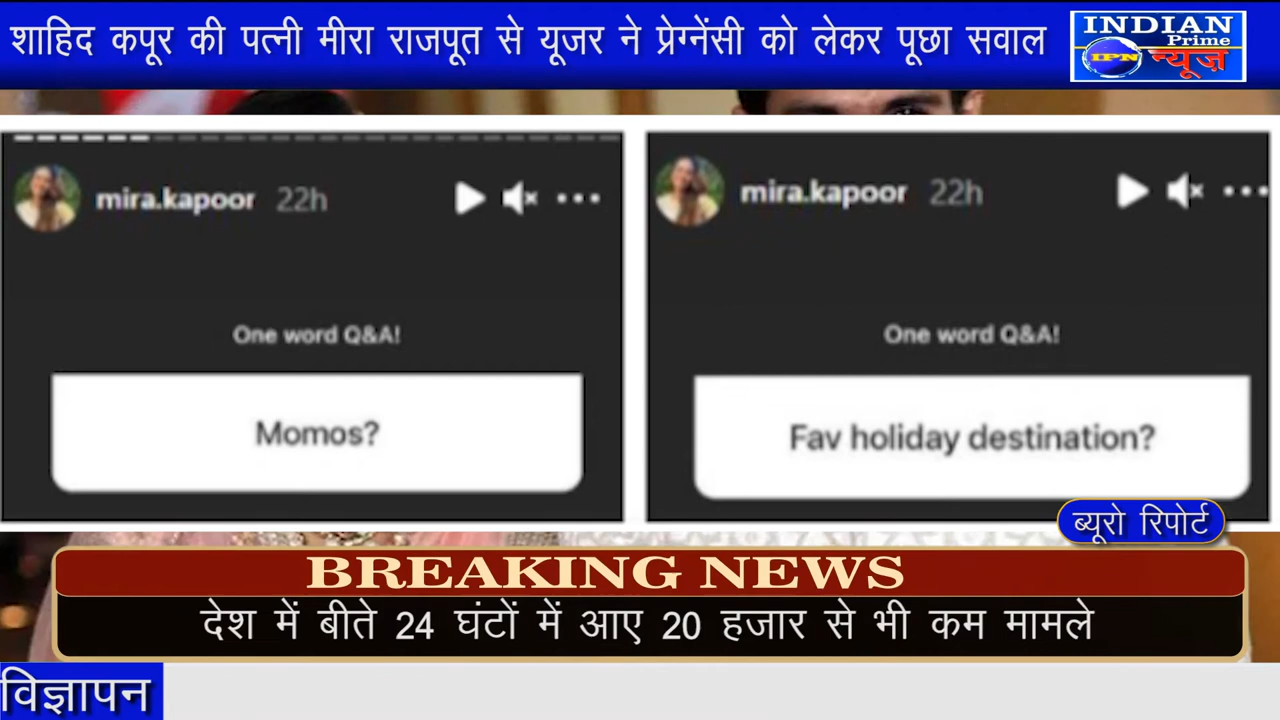 शाहिद कपूर की पत्नी मीरा राजपूत से यूजर ने प्रेग्नेंसी को लेकर पूछा सवाल
INDIAN
Prime
IPN न्यूज़
mira.kapoor 22h
One word Q&A!
Momos?
mira.kapoor 22h
One word Q&A!
Fav holiday destination?
ब्यूरो रिपोर्ट
BREAKING NEWS
देश में बीते 24 घंटों में आए 20 हजार से भी कम मामले
विज्ञापन